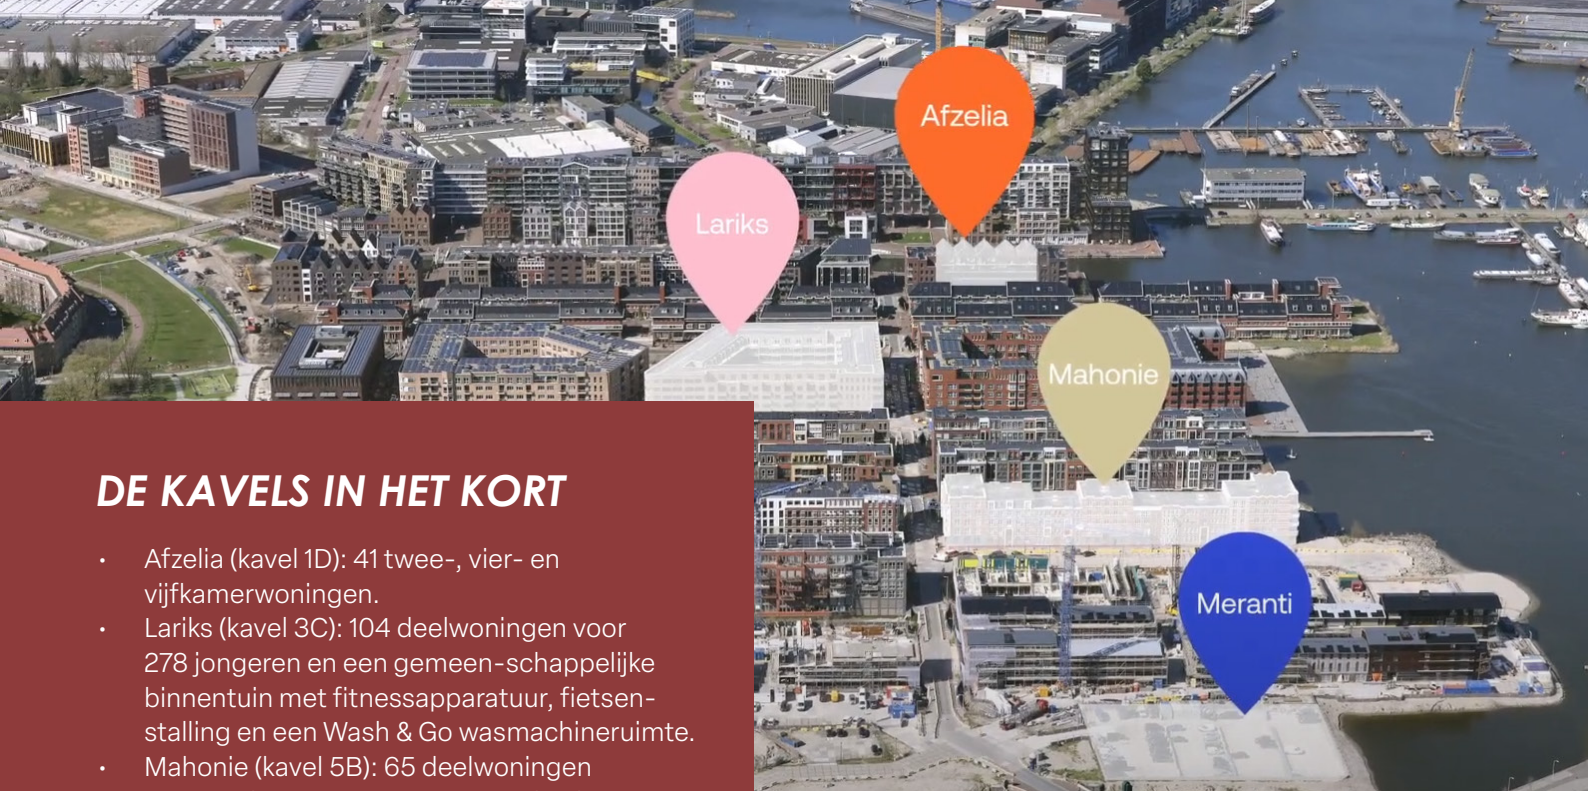 Afzelia
Lariks
Mahonie
Meranti
DE KAVELS IN HET KORT
• Afzelia (kavel 1D): 41 twee-, vier- en
vijfkamerwoningen.
• Lariks (kavel 3C): 104 deelwoningen voor
278 jongeren en een gemeen-schappelijke
binnentuin met fitnessapparatuur, fietsen-
stalling en een Wash & Go wasmachineruimte.
• Mahonie (kavel 5B): 65 deelwoningen